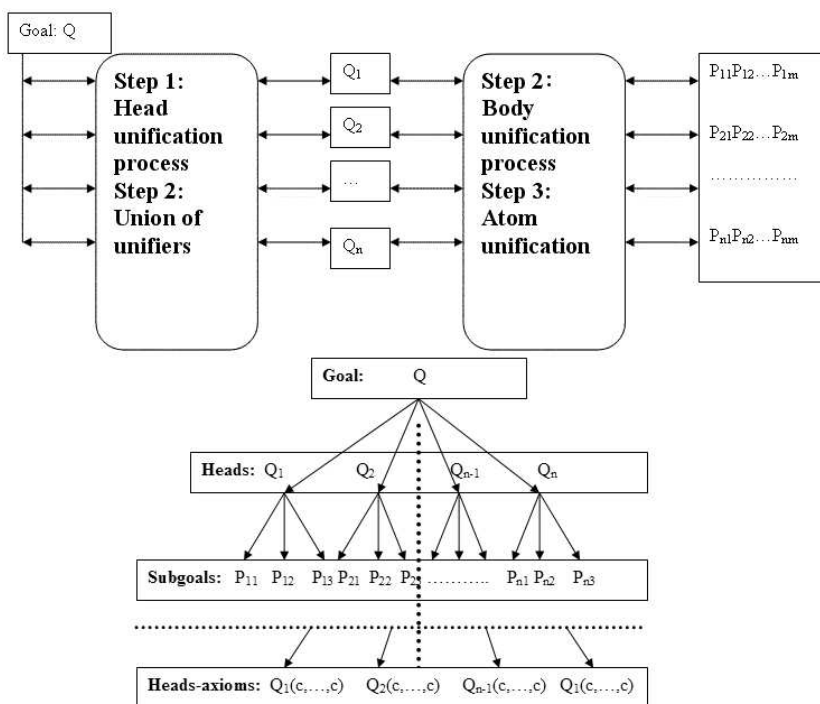 Goal: Q
Step 1:
Head
unification
process
Step 2:
Union of
unifiers
Q1
Q2
...
Qn
Step 2:
Body
unification
process
Step 3:
Atom
unification
P11P12...P1m
P21P22...P2m
...............
Pn1Pn2...Pnm
Goal: Q
Heads: Q1 Q2 Qn-1 Qn
Subgoals: P11 P12 P13 P21 P22 P23 ........... Pn1 Pn2 Pn3
Heads-axioms: Q1(c,...,c) Q2(c,...,c) Qn-1(c,...,c) Q1(c,...,c)